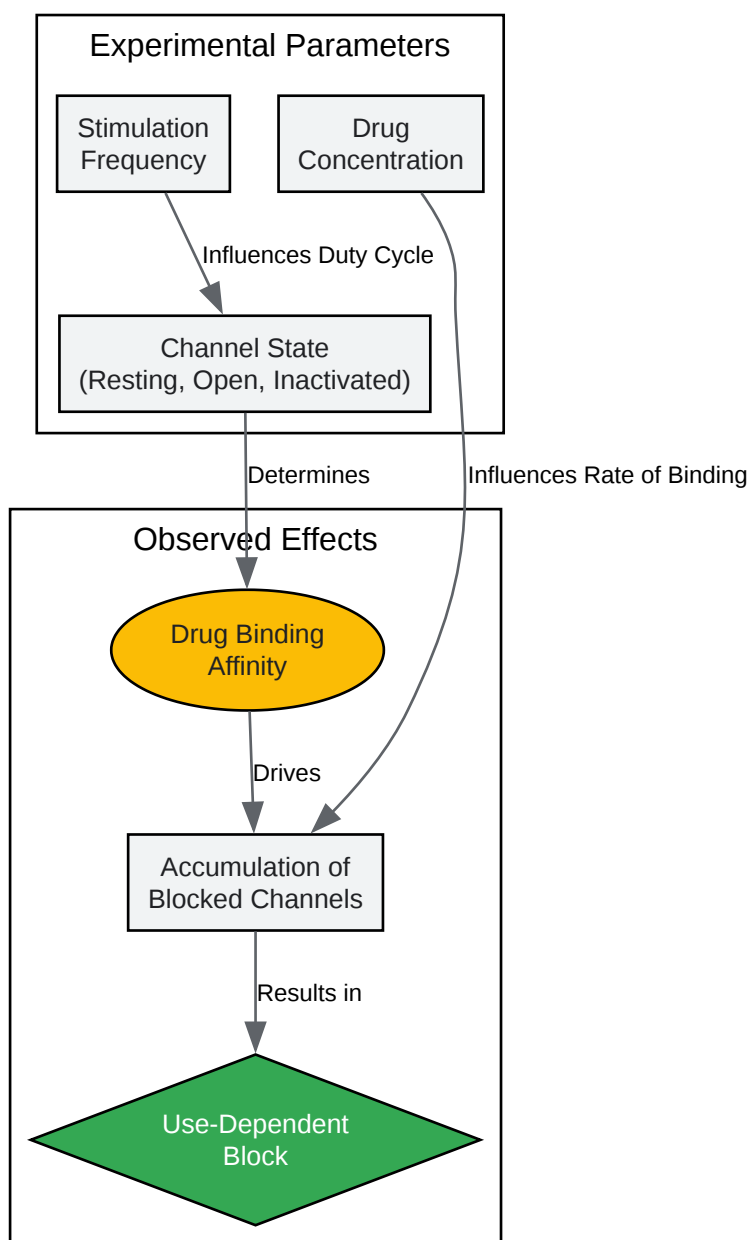 Experimental Parameters
Stimulation
Frequency
Drug
Concentration
Influences Duty Cycle
Channel State
(Resting, Open, Inactivated)
Determines
Influences Rate of Binding
Observed Effects
Drug Binding
Affinity
Drives
Accumulation of
Blocked Channels
Results in
Use-Dependent
Block